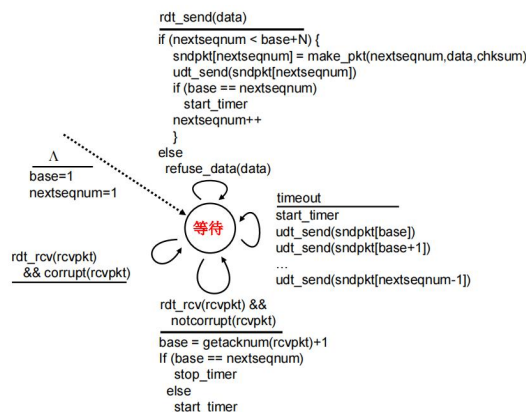 rdt_send(data)
if (nextseqnum < base+N) {
sndpkt[nextseqnum] = make_pkt(nextseqnum,data,chksum)
udt_send(sndpkt[nextseqnum])
if (base == nextseqnum)
start_timer
nextseqnum++
}
else
refuse_data(data)
Λ
base=1
nextseqnum=1
等待
timeout
start_timer
udt_send(sndpkt[base])
udt_send(sndpkt[base+1])
…
udt_send(sndpkt[nextseqnum-1])
rdt_rcv(rcvpkt)
&& corrupt(rcvpkt)
rdt_rcv(rcvpkt) &&
notcorrupt(rcvpkt)
base = getacknum(rcvpkt)+1
If (base == nextseqnum)
stop_timer
else
start_timer